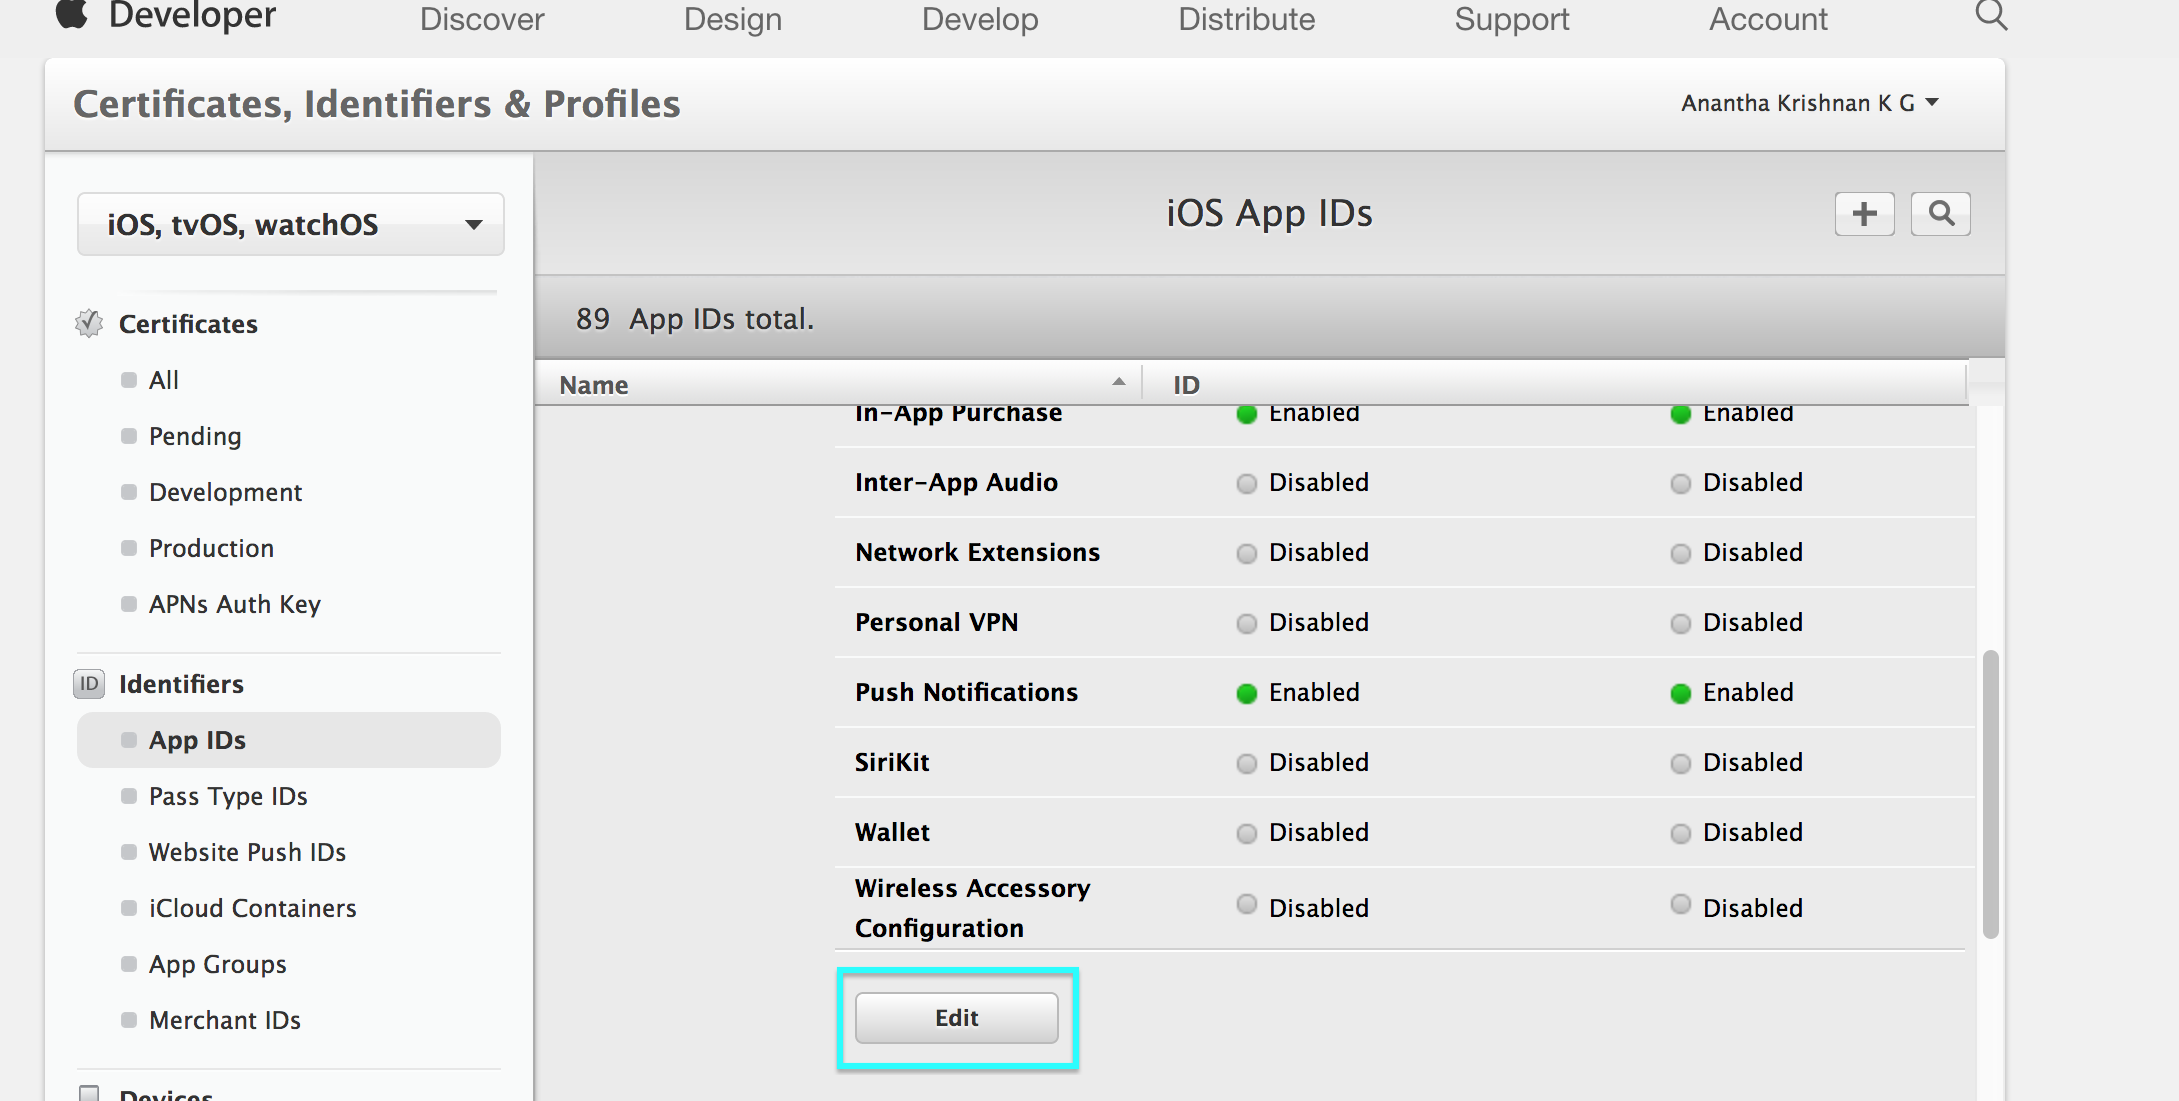 Developer Discover Design Develop Distribute Support Account
Certificates, Identifiers & Profiles
Anantha Krishnan K G
iOS, tvOS, watchOS
Certificates
All
Pending
Development
Production
APNs Auth Key
ID Identifiers
App IDs
Pass Type IDs
Website Push IDs
iCloud Containers
App Groups
Merchant IDs
Devices
iOS App IDs
89 App IDs total.
Name ID
In-App Purchase Enabled Enabled
Inter-App Audio Disabled Disabled
Network Extensions Disabled Disabled
Personal VPN Disabled Disabled
Push Notifications Enabled Enabled
SiriKit Disabled Disabled
Wallet Disabled Disabled
Wireless Accessory
Configuration Disabled Disabled
Edit